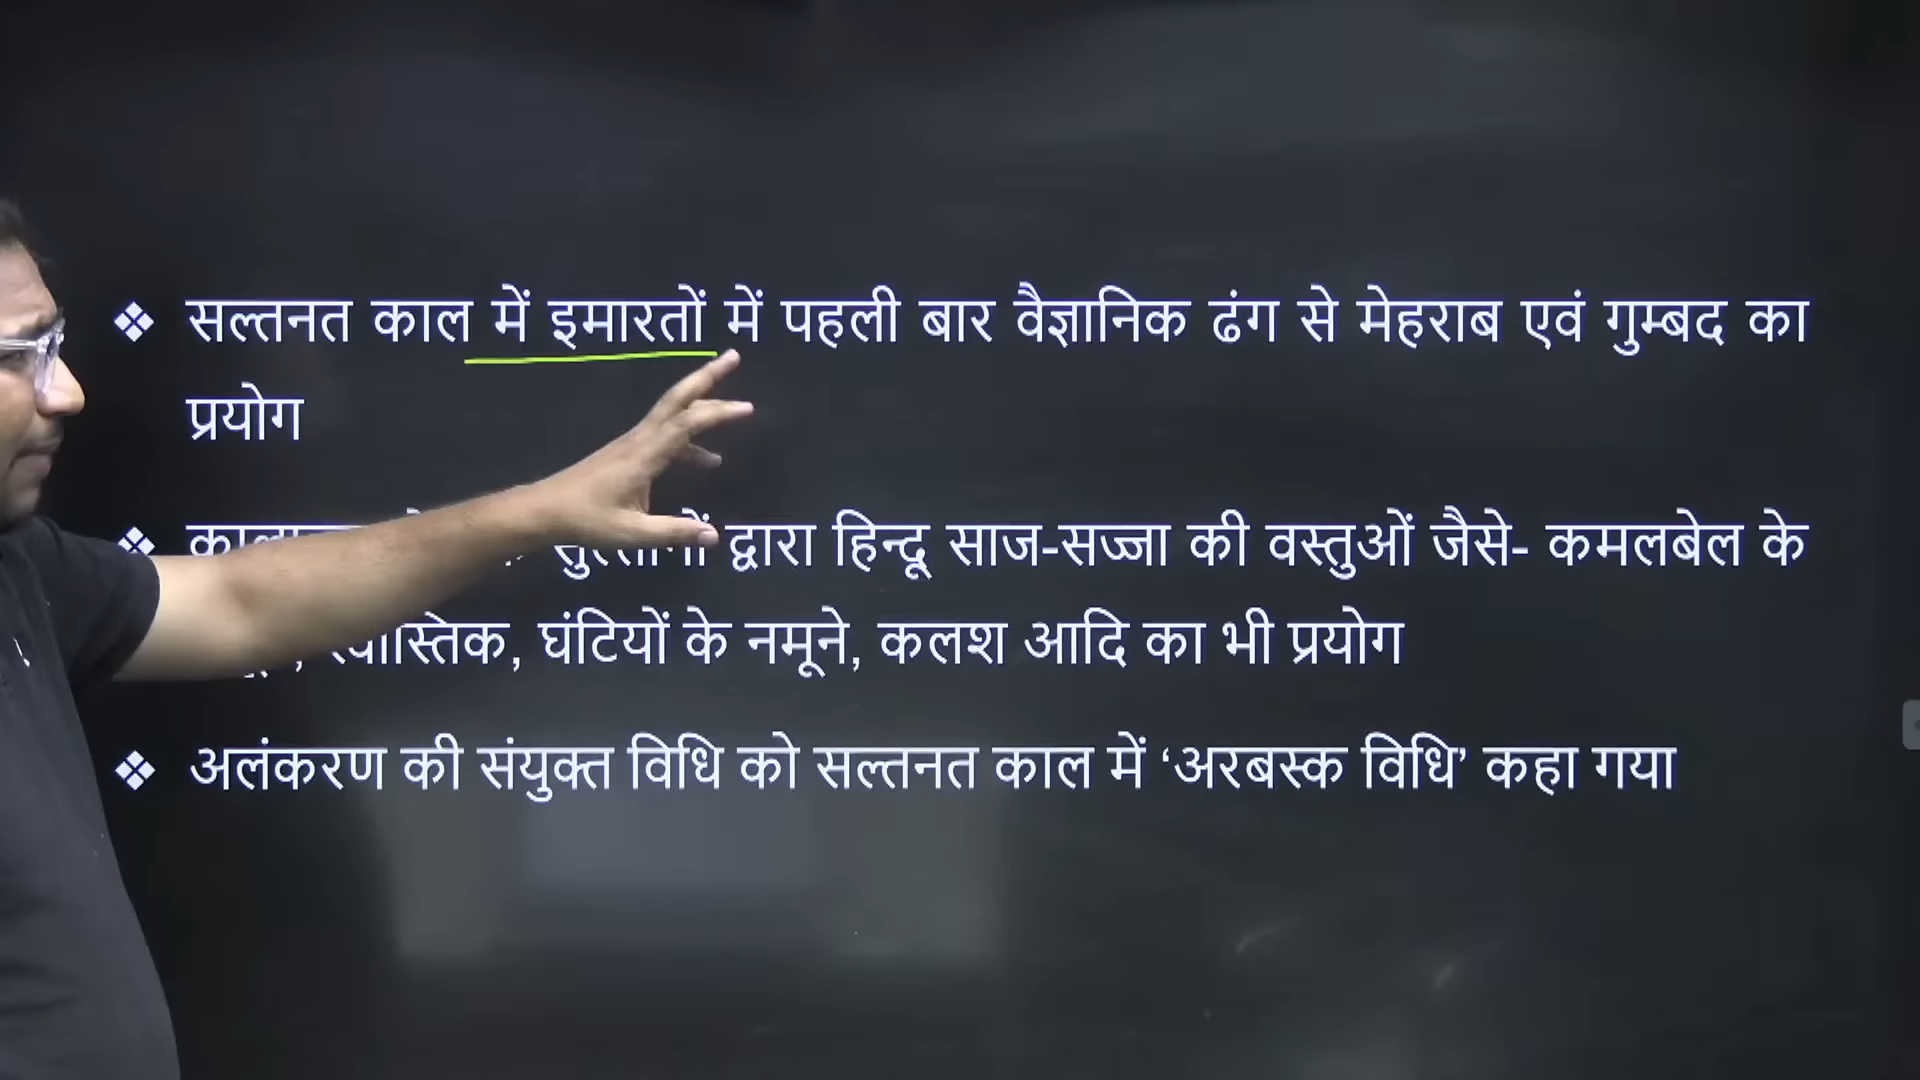 ❖ सल्तनत काल में इमारतों में पहली बार वैज्ञानिक ढंग से मेहराब एवं गुम्बद का
प्रयोग
❖ द्वारा हिन्दू साज-सज्जा की वस्तुओं जैसे- कमलबेल के
घंटियों के नमूने, कलश आदि का भी प्रयोग
❖ अलंकरण की संयुक्त विधि को सल्तनत काल में ‘अरबस्क विधि’ कहा गया